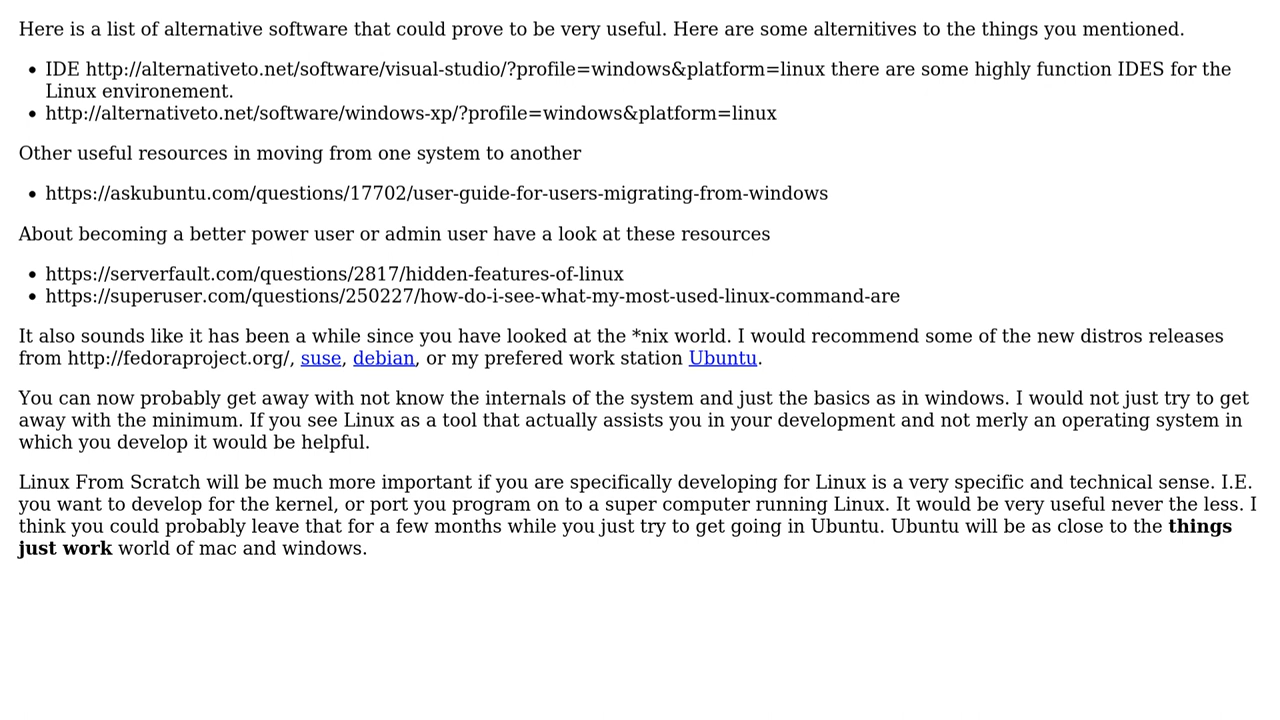 Here is a list of alternative software that could prove to be very useful. Here are some alternitives to the things you mentioned.
• IDE http://alternativeto.net/software/visual-studio/?profile=windows&platform=linux there are some highly function IDES for the
Linux environement.
• http://alternativeto.net/software/windows-xp/?profile=windows&platform=linux
Other useful resources in moving from one system to another
• https://askubuntu.com/questions/17702/user-guide-for-users-migrating-from-windows
About becoming a better power user or admin user have a look at these resources
• https://serverfault.com/questions/2817/hidden-features-of-linux
• https://superuser.com/questions/250227/how-do-i-see-what-my-most-used-linux-command-are
It also sounds like it has been a while since you have looked at the *nix world. I would recommend some of the new distros releases
from http://fedoraproject.org/, suse, debian, or my prefered work station Ubuntu.
You can now probably get away with not know the internals of the system and just the basics as in windows. I would not just try to get
away with the minimum. If you see Linux as a tool that actually assists you in your development and not merly an operating system in
which you develop it would be helpful.
Linux From Scratch will be much more important if you are specifically developing for Linux is a very specific and technical sense. I.E.
you want to develop for the kernel, or port you program on to a super computer running Linux. It would be very useful never the less. I
think you could probably leave that for a few months while you just try to get going in Ubuntu. Ubuntu will be as close to the things
just work world of mac and windows.